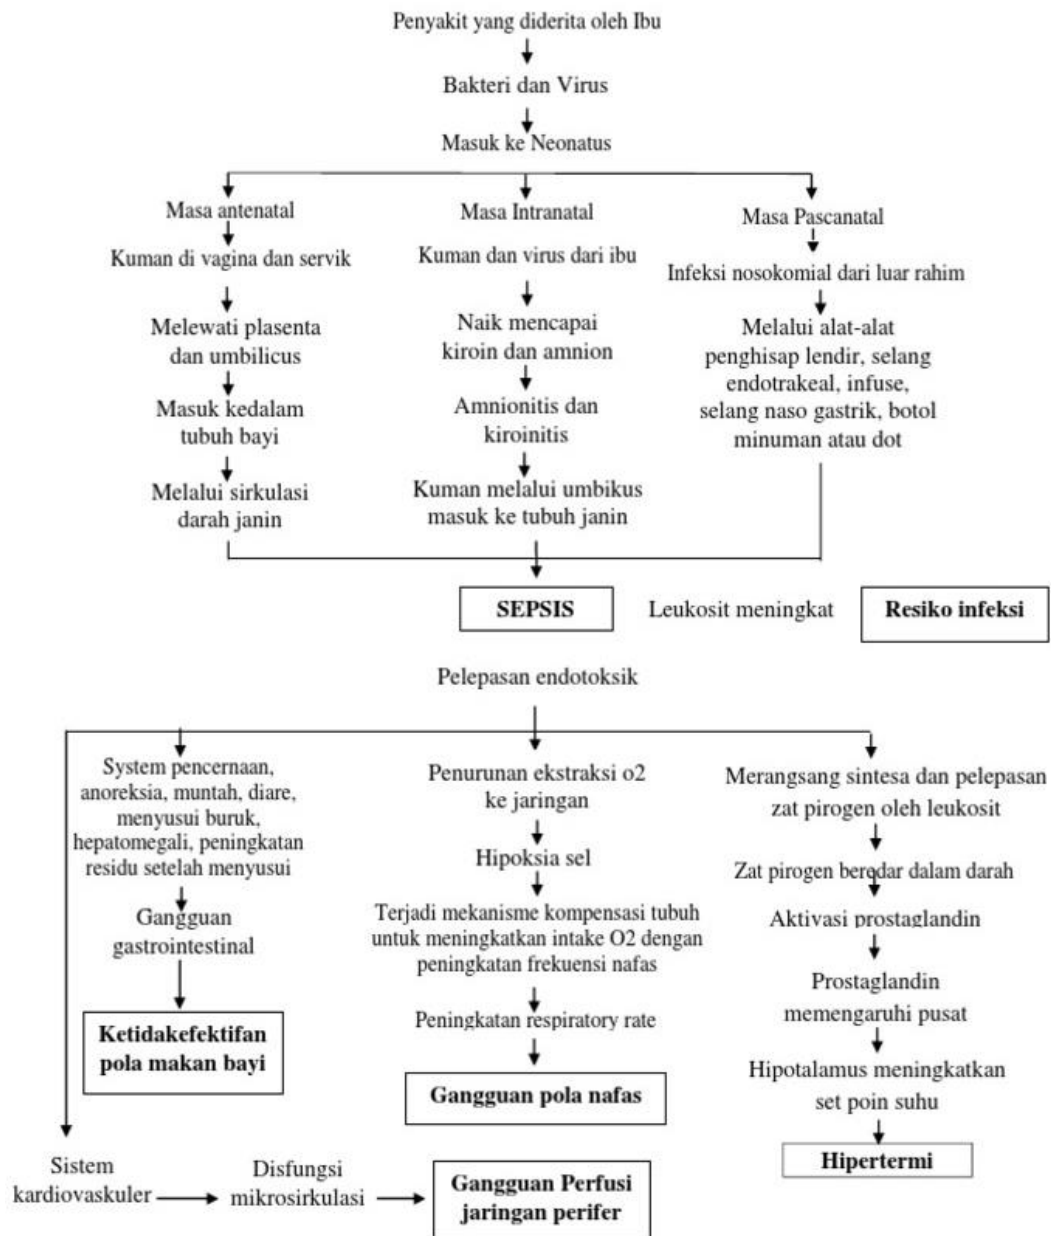 Penyakit yang diderita oleh Ibu
Bakteri dan Virus
Masuk ke Neonatus
Masa antenatal
Kuman di vagina dan servik
Melewati plasenta
dan umbilicus
Masuk kedalam
tubuh bayi
Melalui sirkulasi
darah janin
Masa Intranatal
Kuman dan virus dari ibu
Naik mencapai
kiroin dan amnion
Amnionitis dan
kiroinitis
Kuman melalui umbikus
masuk ke tubuh janin
Masa Pascanatal
Infeksi nosokomial dari luar rahim
Melalui alat-alat
penghisap lendir, selang
endotrakeal, infuse,
selang naso gastrik, botol
minuman atau dot
SEPSIS
Leukosit meningkat
Resiko infeksi
Pelepasan endotoksik
System pencernaan,
anoreksia, muntah, diare,
menyusui buruk,
hepatomegali, peningkatan
residu setelah menyusui
Gangguan
gastrointestinal
Ketidakefektifan
pola makan bayi
Penurunan ekstraksi o2
ke jaringan
Hipoksia sel
Terjadi mekanisme kompensasi tubuh
untuk meningkatkan intake O2 dengan
peningkatan frekuensi nafas
Peningkatan respiratory rate
Gangguan pola nafas
Merangsang sintesa dan pelepasan
zat pirogen oleh leukosit
Zat pirogen beredar dalam darah
Aktivasi prostaglandin
Prostaglandin
memengaruhi pusat
Hipotalamus meningkatkan
set poin suhu
Hipertermi
Sistem
kardiovaskuler
Disfungsi
mikrosirkulasi
Gangguan Perfusi
jaringan perifer